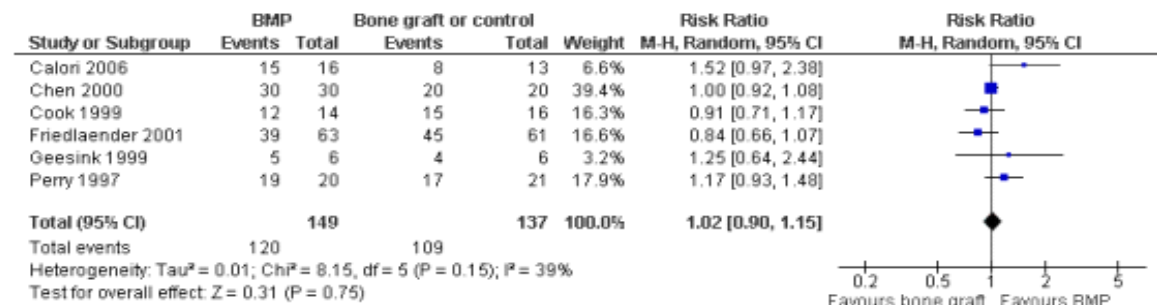 BMP Bone graft or control Risk Ratio Risk Ratio
Study or Subgroup Events Total Events Total Weight M-H, Random, 95% CI M-H, Random, 95% CI
Calori 2006 15 16 8 13 6.6% 1.52 [0.97, 2.38]
Chen 2000 30 30 20 20 39.4% 1.00 [0.92, 1.08]
Cook 1999 12 14 15 16 16.3% 0.91 [0.71, 1.17]
Friedlaender 2001 39 63 45 61 16.6% 0.84 [0.66, 1.07]
Geesink 1999 5 6 4 6 3.2% 1.25 [0.64, 2.44]
Perry 1997 19 20 17 21 17.9% 1.17 [0.93, 1.48]
Total (95% CI) 149 137 100.0% 1.02 [0.90, 1.15]
Total events 120 109
Heterogeneity: Tau² = 0.01; Chi² = 8.15, df = 5 (P = 0.15); I² = 39%
Test for overall effect: Z = 0.31 (P = 0.75)
0.2 0.5 1 2 5
Favours bone graft Favours BMP